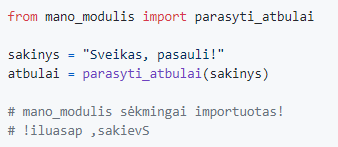 from mano_modulis import parasyti_atbulai
sakinys = "Sveikas, pasauli!"
atbulai = parasyti_atbulai(sakinys)
# mano_modulis sėkmingai importuotas!
# !iluasap ,sakievS